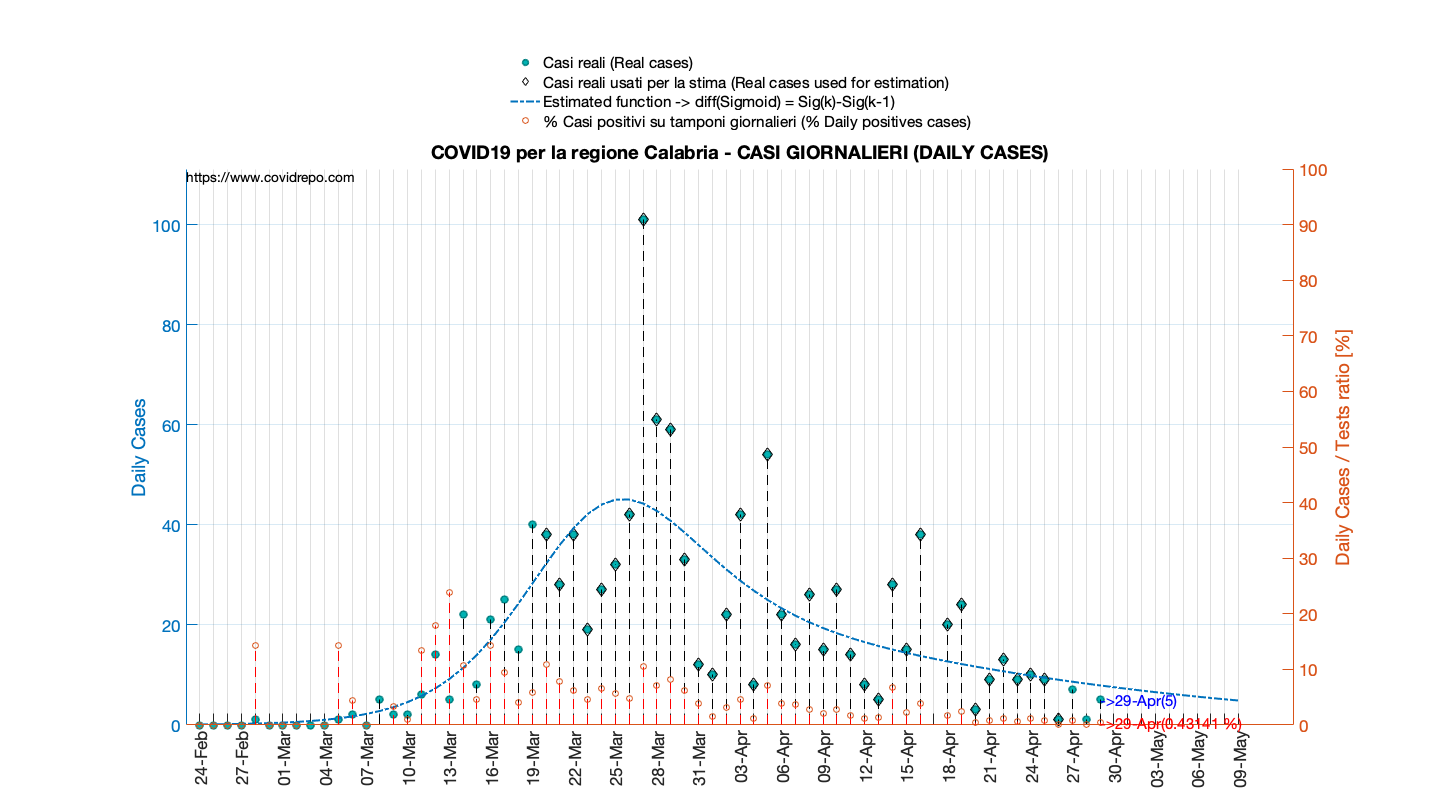 Casi reali (Real cases)
Casi reali usati per la stima (Real cases used for estimation)
Estimated function -> diff(Sigmoid) = Sig(k)-Sig(k-1)
% Casi positivi su tamponi giornalieri (% Daily positives cases)
COVID19 per la regione Calabria - CASI GIORNALIERI (DAILY CASES)
https://www.covidrepo.com
Daily Cases
100
80
60
40
20
0
100
90
80
70
60
50
40
30
20
10
0
Daily Cases / Tests ratio [%]
>29-Apr(5)
>29-Apr(0.43141 %)
24-Feb
27-Feb
01-Mar
04-Mar
07-Mar
10-Mar
13-Mar
16-Mar
19-Mar
22-Mar
25-Mar
28-Mar
31-Mar
03-Apr
06-Apr
09-Apr
12-Apr
15-Apr
18-Apr
21-Apr
24-Apr
27-Apr
30-Apr
03-May
06-May
09-May